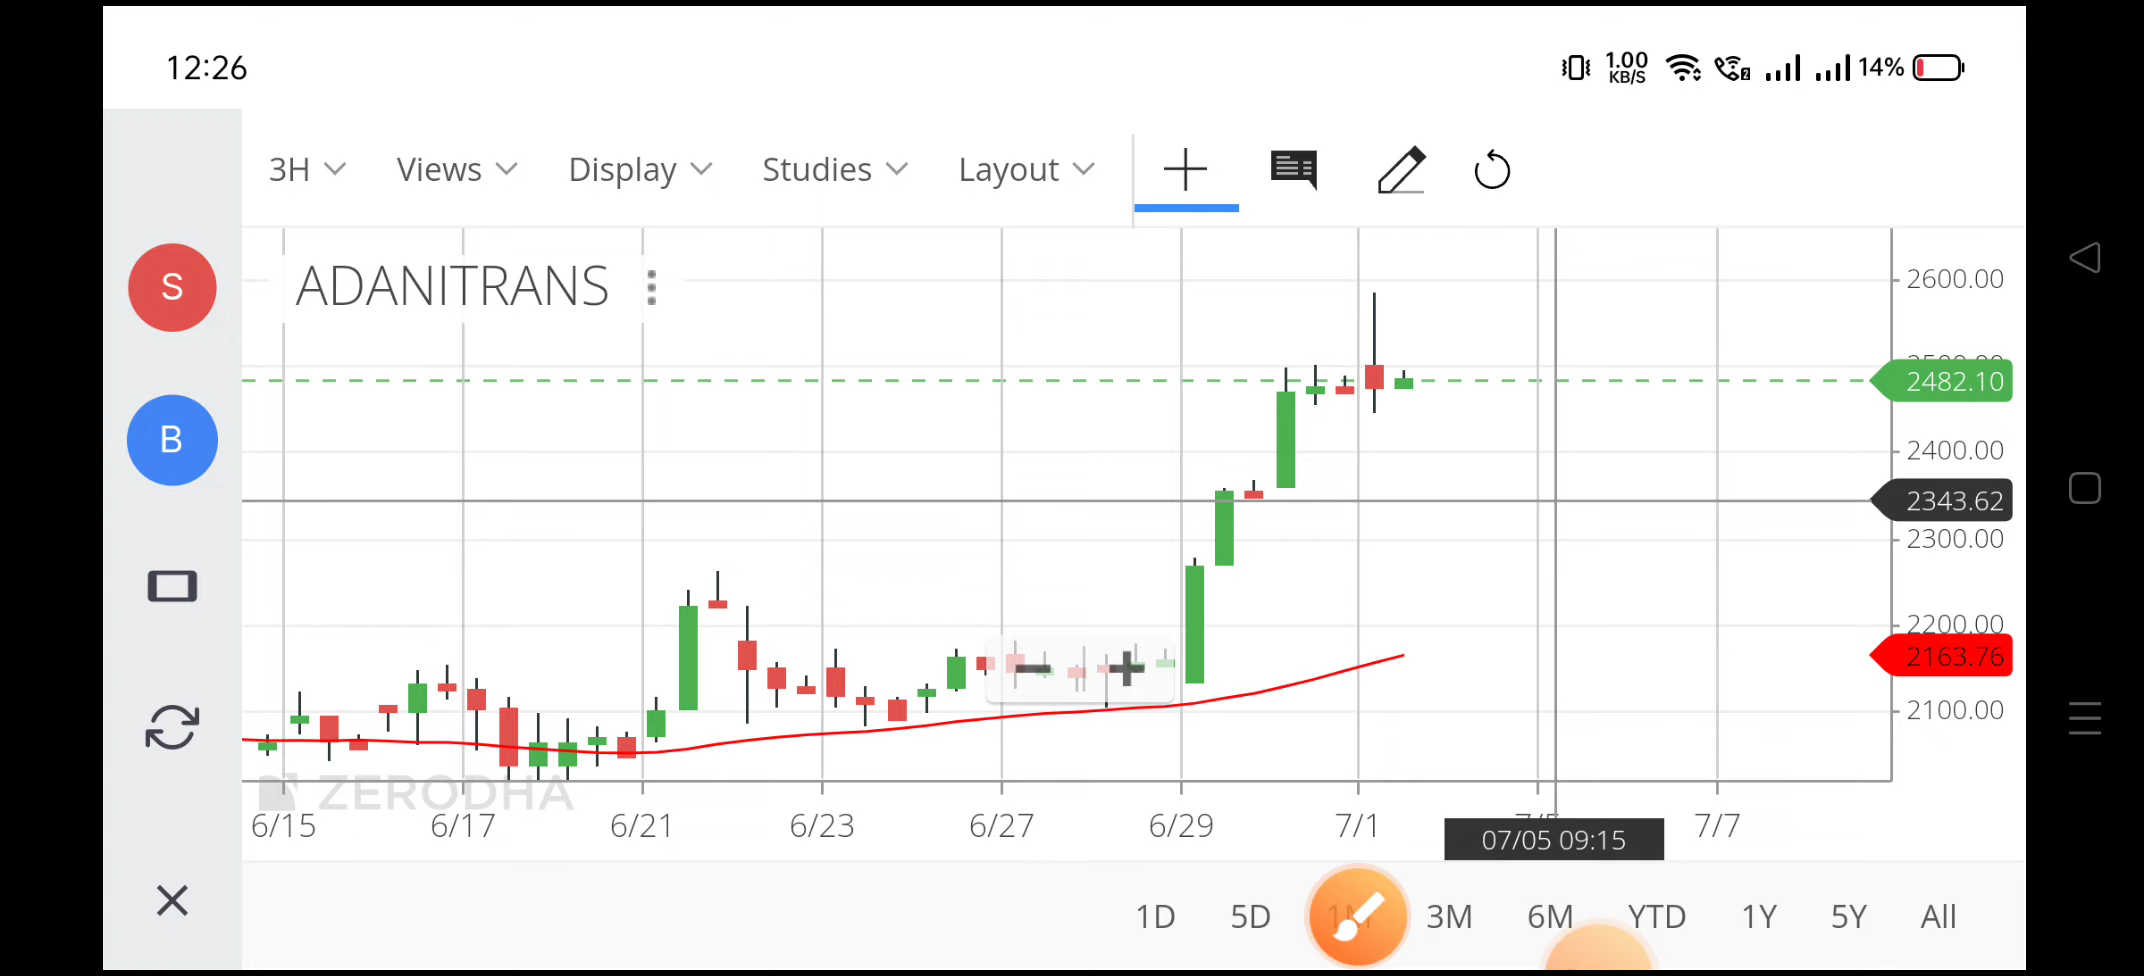 12:26
1.00
KB/S
2
14%
3H
Views
Display
Studies
Layout
S
ADANITRANS
2600.00
2482.10
B
2400.00
2343.62
2300.00
2200.00
2163.76
2100.00
ZERODHA
6/15
6/17
6/21
6/23
6/27
6/29
7/1
7/7
07/05 09:15
1D
5D
1M
3M
6M
YTD
1Y
5Y
All